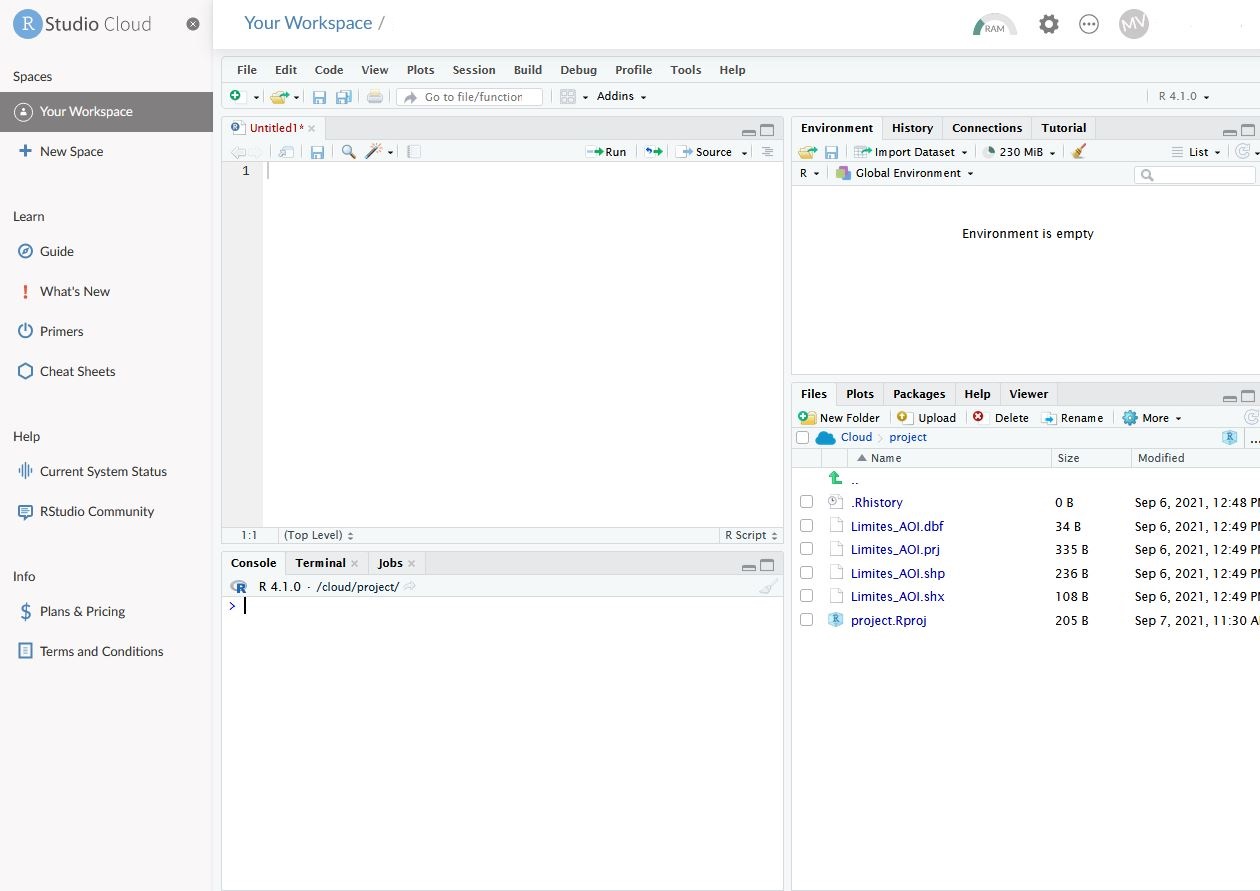 R Studio Cloud
Spaces
Your Workspace
New Space
Learn
Guide
What's New
Primers
Cheat Sheets
Help
Current System Status
RStudio Community
Info
Plans & Pricing
Terms and Conditions
Your Workspace /
RAM
MV
File Edit Code View Plots Session Build Debug Profile Tools Help
Go to file/function
Addins
R 4.1.0
Untitled1*
Run
Source
1
1:1
(Top Level)
R Script
Console Terminal Jobs
R 4.1.0 · /cloud/project/
>
Environment History Connections Tutorial
Import Dataset
230 MiB
List
R
Global Environment
Environment is empty
Files Plots Packages Help Viewer
New Folder Upload Delete Rename More
Cloud project ...
Name Size Modified
..
.Rhistory 0 B Sep 6, 2021, 12:48 PM
Limites_AOI.dbf 34 B Sep 6, 2021, 12:49 PM
Limites_AOI.prj 335 B Sep 6, 2021, 12:49 PM
Limites_AOI.shp 236 B Sep 6, 2021, 12:49 PM
Limites_AOI.shx 108 B Sep 6, 2021, 12:49 PM
project.Rproj 205 B Sep 7, 2021, 11:30 A